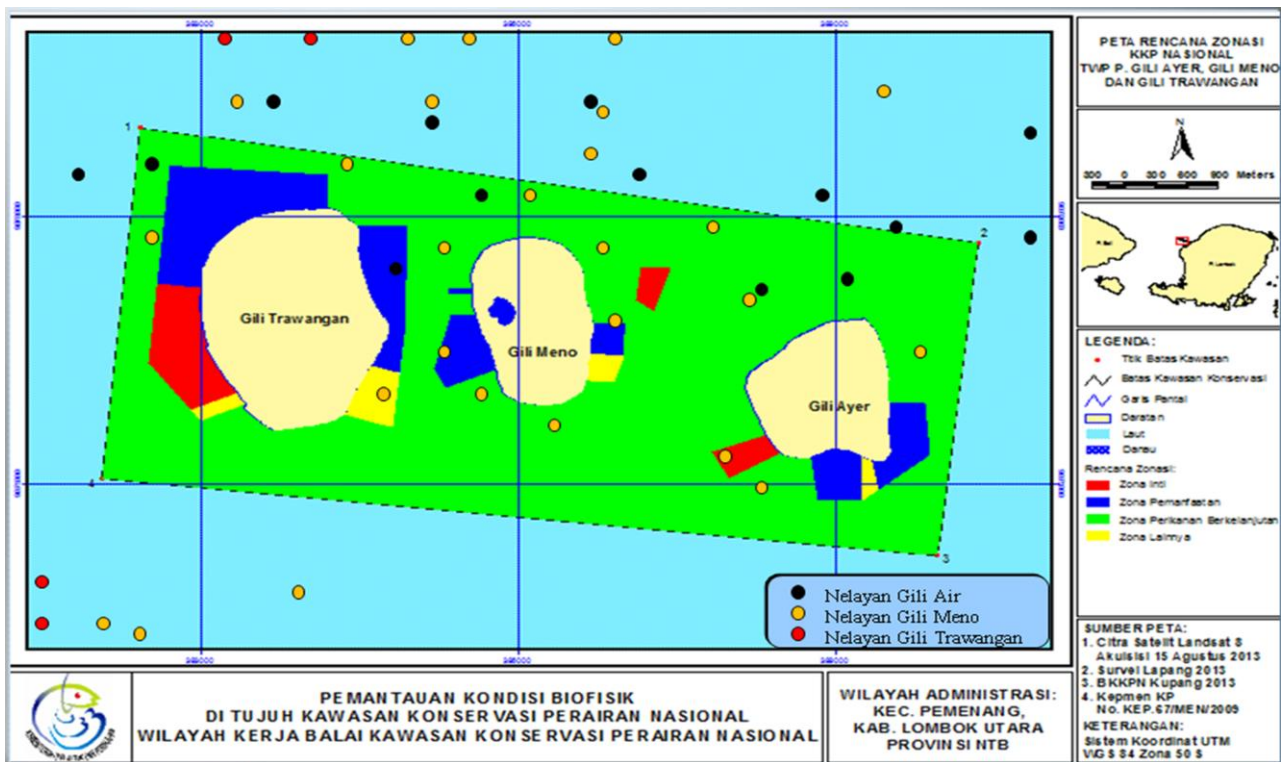 PETA RENCANA ZONASI
KKP NASIONAL
TWP P. GILI AYER, GILI MENO
DAN GILI TRAWANGAN
N
300 0 300 600 900 Meters
P. Lombok
LEGENDA:
Titik Batas Kawasan
Batas Kawasan Konservasi
Garis Pantai
Daratan
Laut
Danau
Rencana Zonasi:
Zona Inti
Zona Pemanfaatan
Zona Perikanan Berkelanjutan
Zona Lainnya
SUMBER PETA:
1. Citra Satelit Landsat 8
Akuisisi 15 Agustus 2013
2. Survei Lapang 2013
3. BKKPN Kupang 2013
4. Kepmen KP
No. KEP.67/MEN/2009
KETERANGAN:
Sistem Koordinat UTM
WGS 84 Zona 50 S
1
2
3
4
Gili Trawangan
Gili Meno
Gili Ayer
Nelayan Gili Air
Nelayan Gili Meno
Nelayan Gili Trawangan
PEMANTAUAN KONDISI BIOFISIK
DI TUJUH KAWASAN KONSERVASI PERAIRAN NASIONAL
WILAYAH KERJA BALAI KAWASAN KONSERVASI PERAIRAN NASIONAL
WILAYAH ADMINISTRASI:
KEC. PEMENANG,
KAB. LOMBOK UTARA
PROVINSI NTB